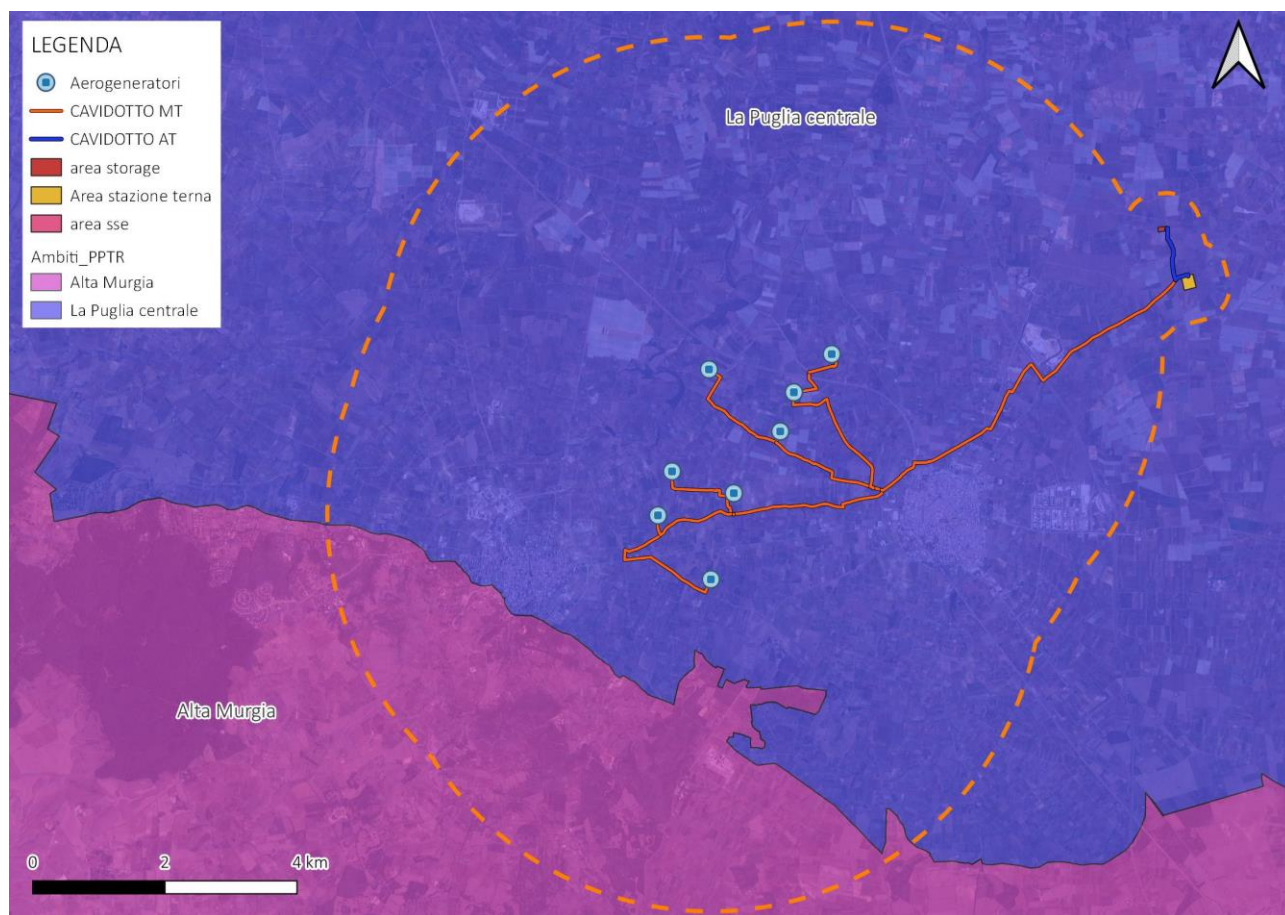 LEGENDA
Aerogeneratori
CAVIDOTTO MT
CAVIDOTTO AT
area storage
Area stazione terna
area sse
Ambiti_PPTR
Alta Murgia
La Puglia centrale
La Puglia centrale
Alta Murgia
0 2 4 km